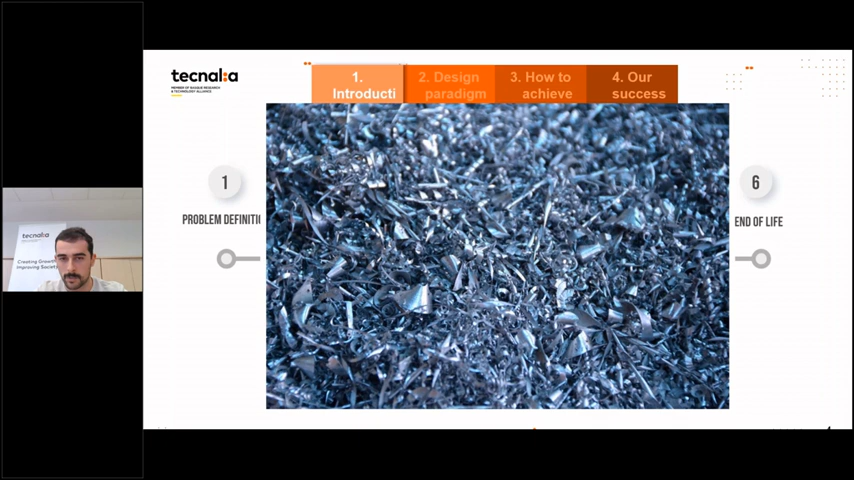 tecnal:a
MEMBER OF BASQUE RESEARCH
& TECHNOLOGY ALLIANCE
1.
Introducti
2. Design
paradigm
3. How to
achieve
4. Our
success
1
PROBLEM DEFINITI
6
END OF LIFE
tecnal:a
Creating Growth
Improving Society